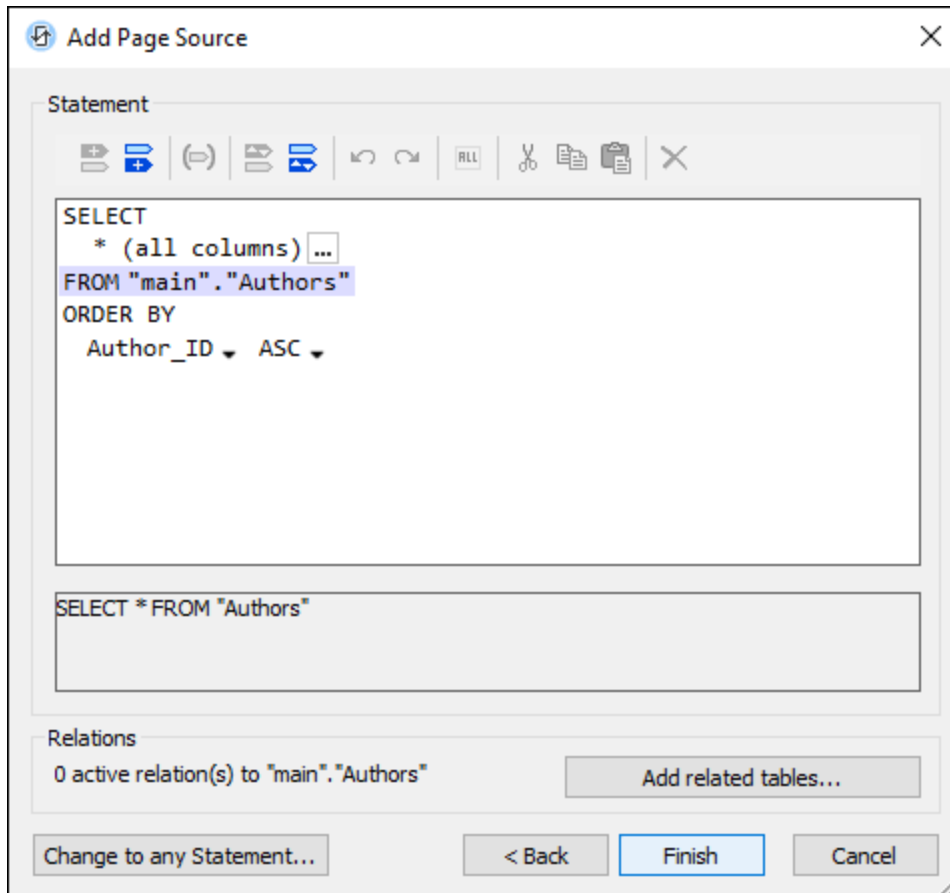 Add Page Source
Statement
ALL
SELECT
* (all columns) ...
FROM "main"."Authors"
ORDER BY
Author_ID ASC
SELECT * FROM "Authors"
Relations
0 active relation(s) to "main"."Authors"
Add related tables...
Change to any Statement...
< Back
Finish
Cancel